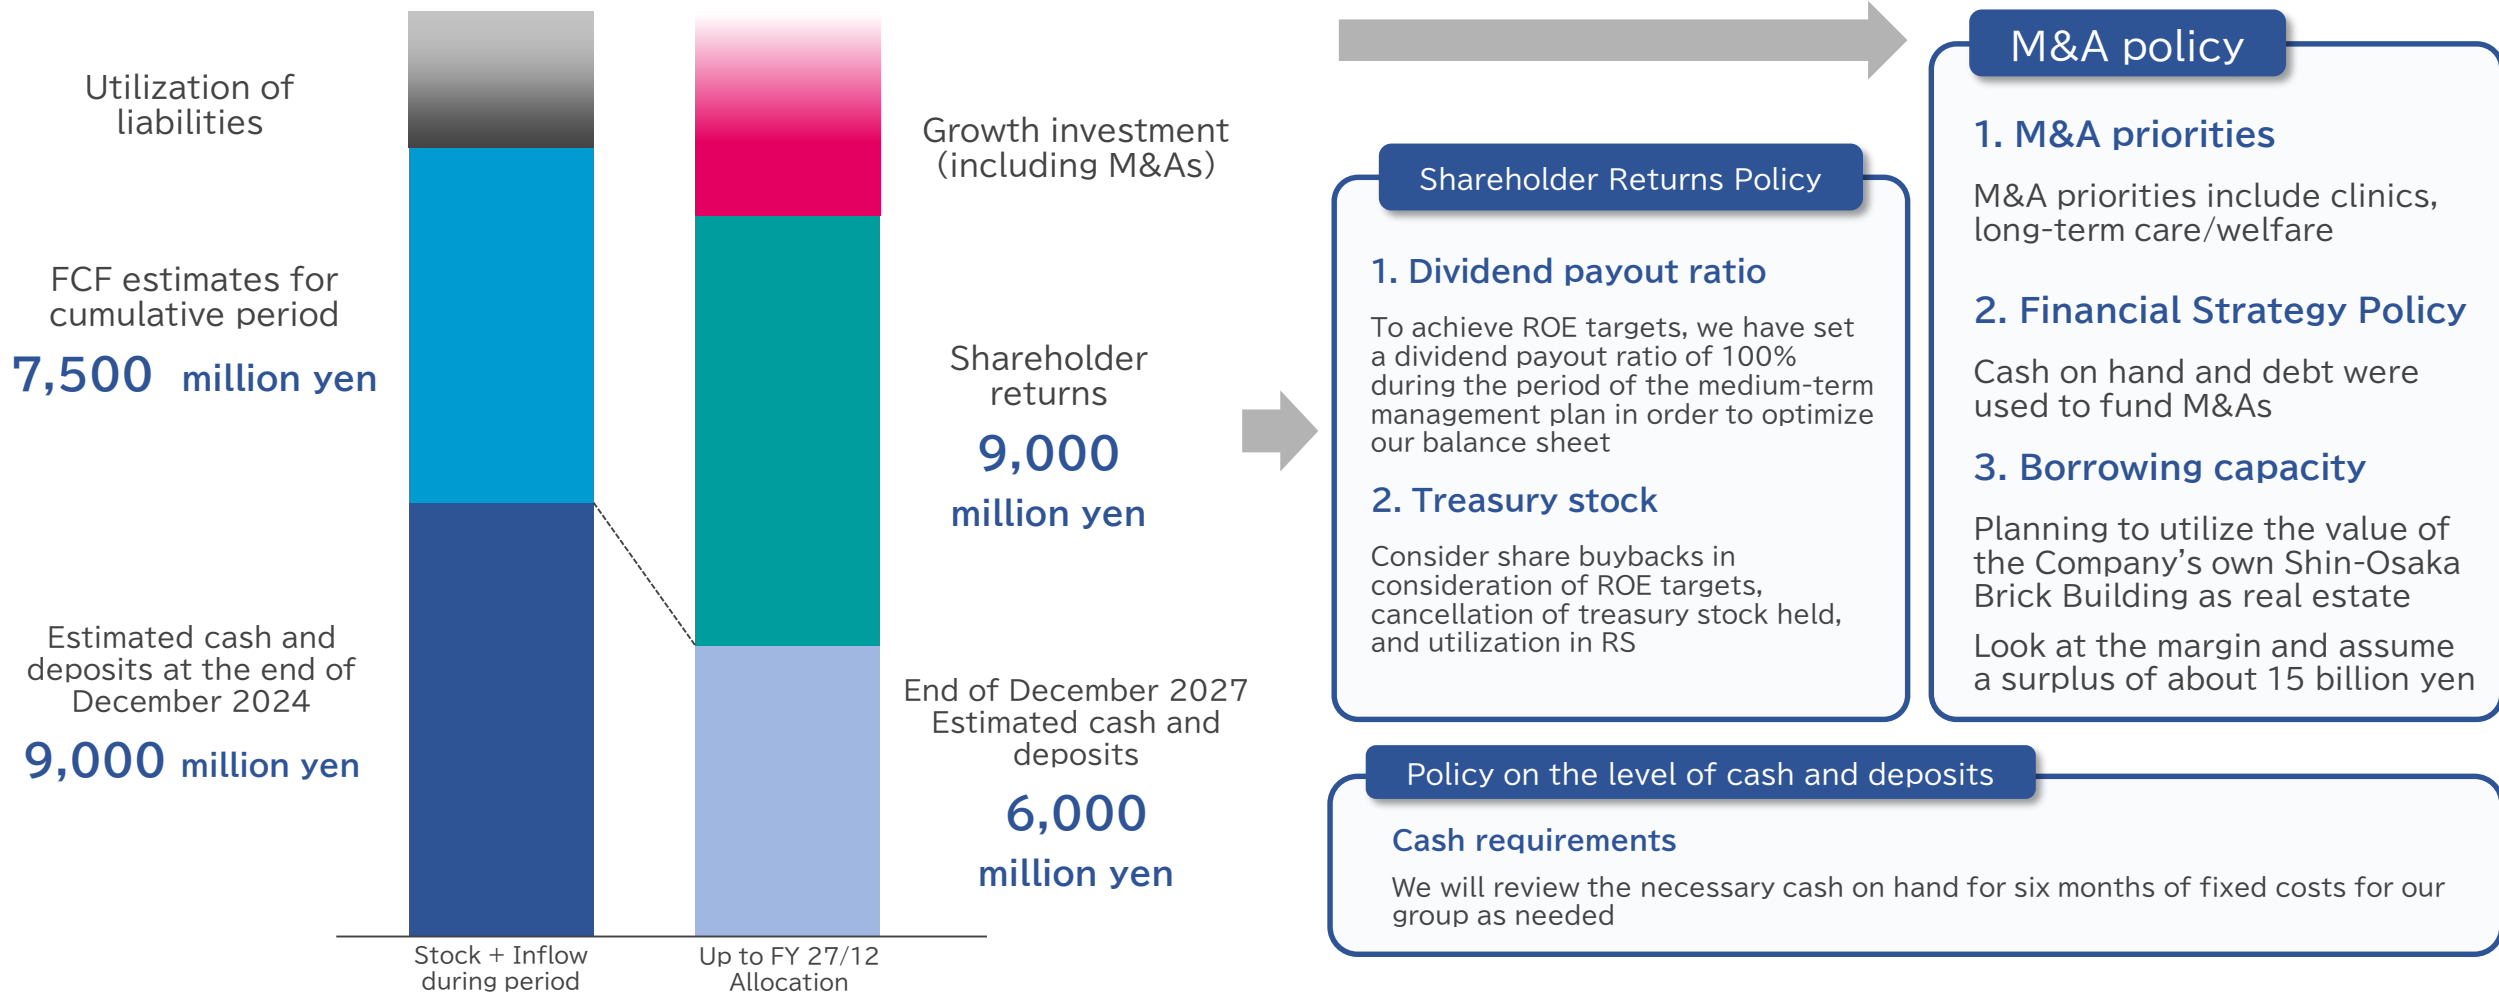 Utilization of
liabilities
FCF estimates for
cumulative period
7,500 million yen
Estimated cash and
deposits at the end of
December 2024
9,000 million yen
Stock + Inflow
during period
Up to FY 27/12
Allocation
Growth investment
(including M&As)
Shareholder
returns
9,000
million yen
End of December 2027
Estimated cash and
deposits
6,000
million yen
Shareholder Returns Policy
1. Dividend payout ratio
To achieve ROE targets, we have set
a dividend payout ratio of 100%
during the period of the medium-term
management plan in order to optimize
our balance sheet
2. Treasury stock
Consider share buybacks in
consideration of ROE targets,
cancellation of treasury stock held,
and utilization in RS
M&A policy
1. M&A priorities
M&A priorities include clinics,
long-term care/welfare
2. Financial Strategy Policy
Cash on hand and debt were
used to fund M&As
3. Borrowing capacity
Planning to utilize the value of
the Company's own Shin-Osaka
Brick Building as real estate
Look at the margin and assume
a surplus of about 15 billion yen
Policy on the level of cash and deposits
Cash requirements
We will review the necessary cash on hand for six months of fixed costs for our
group as needed